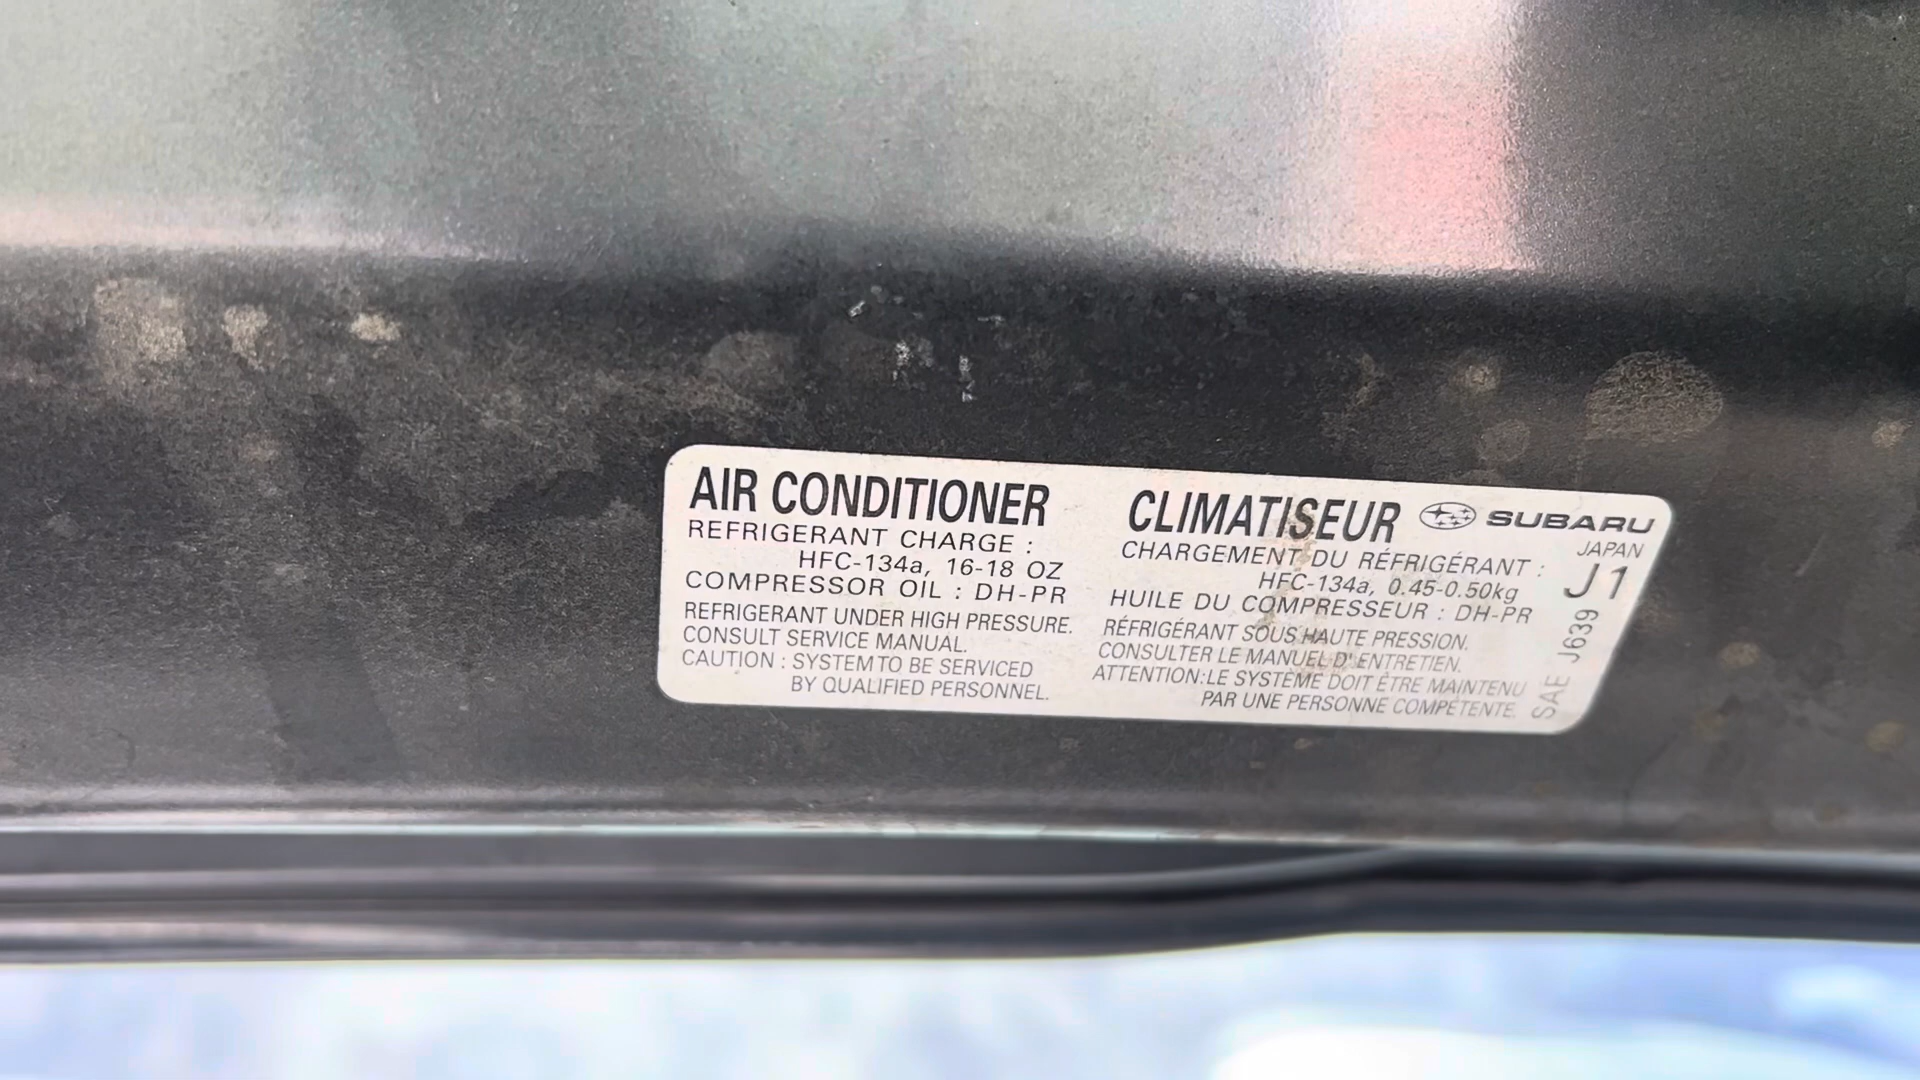 AIR CONDITIONER
REFRIGERANT CHARGE :
HFC-134a, 16-18 OZ
COMPRESSOR OIL : DH-PR
REFRIGERANT UNDER HIGH PRESSURE.
CONSULT SERVICE MANUAL.
CAUTION : SYSTEM TO BE SERVICED
BY QUALIFIED PERSONNEL.
CLIMATISEUR
CHARGEMENT DU RÉFRIGÉRANT :
HFC-134a, 0.45-0.50kg
HUILE DU COMPRESSEUR : DH-PR
RÉFRIGÉRANT SOUS HAUTE PRESSION.
CONSULTER LE MANUEL D' ENTRETIEN.
ATTENTION:LE SYSTÈME DOIT ÊTRE MAINTENU
PAR UNE PERSONNE COMPÉTENTE.
SUBARU
JAPAN
J1
SAE J639